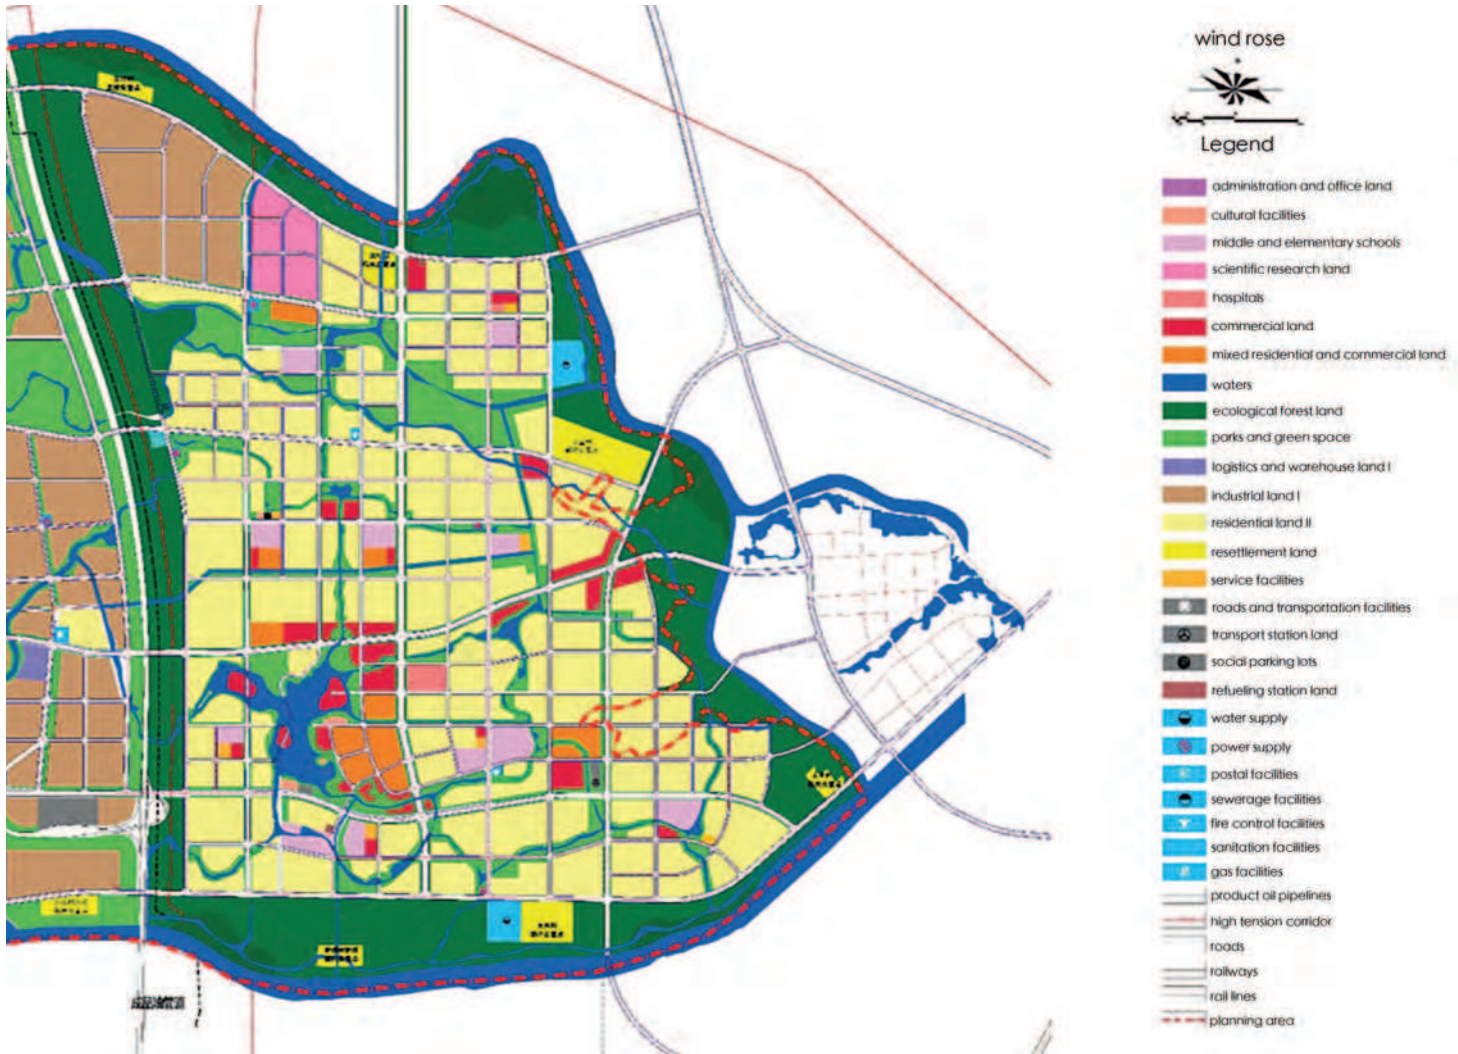 wind rose
Legend
administration and office land
cultural facilities
middle and elementary schools
scientific research land
hospitals
commercial land
mixed residential and commercial land
waters
ecological forest land
parks and green space
logistics and warehouse land I
industrial land I
residential land II
resettlement land
service facilities
roads and transportation facilities
transport station land
social parking lots
refueling station land
water supply
power supply
postal facilities
sewerage facilities
fire control facilities
sanitation facilities
gas facilities
product oil pipelines
high tension corridor
roads
railways
rail lines
planning area